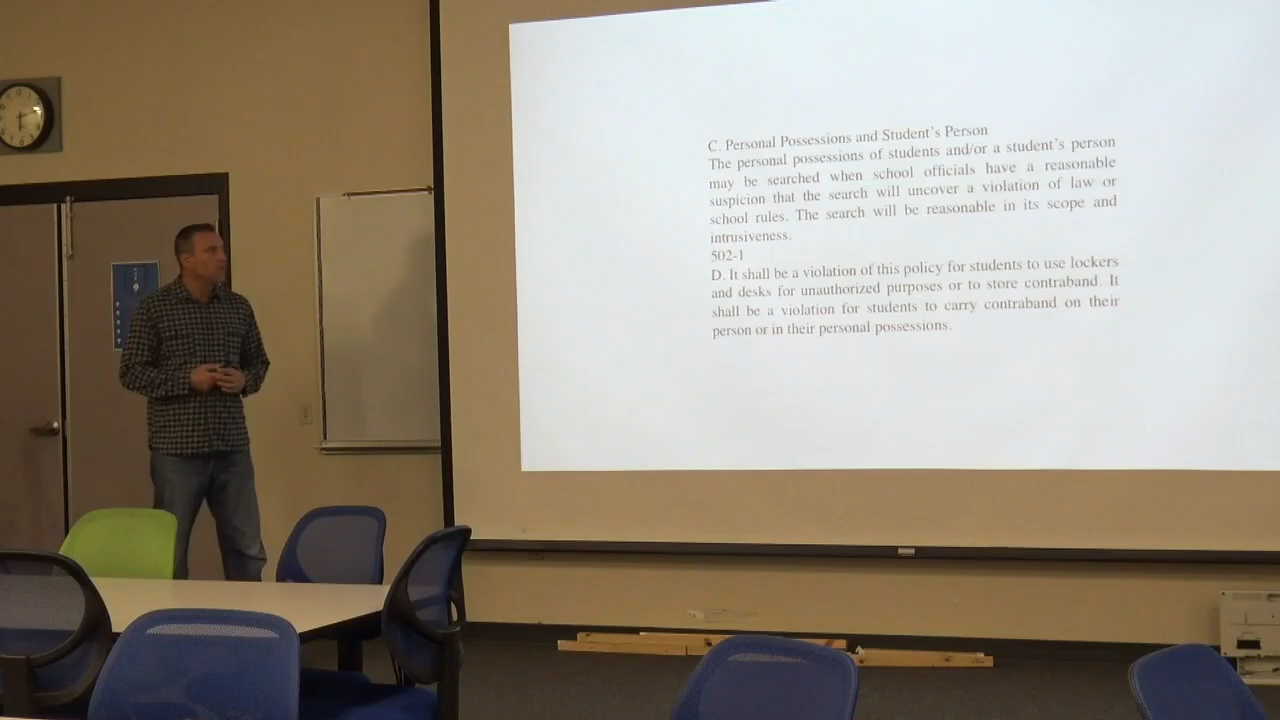 C. Personal Possessions and Student's Person
The personal possessions of students and/or a student's person
may be searched when school officials have a reasonable
suspicion that the search will uncover a violation of law or
school rules. The search will be reasonable in its scope and
intrusiveness.
502-1
D. It shall be a violation of this policy for students to use lockers
and desks for unauthorized purposes or to store contraband. It
shall be a violation for students to carry contraband on their
person or in their personal possessions.